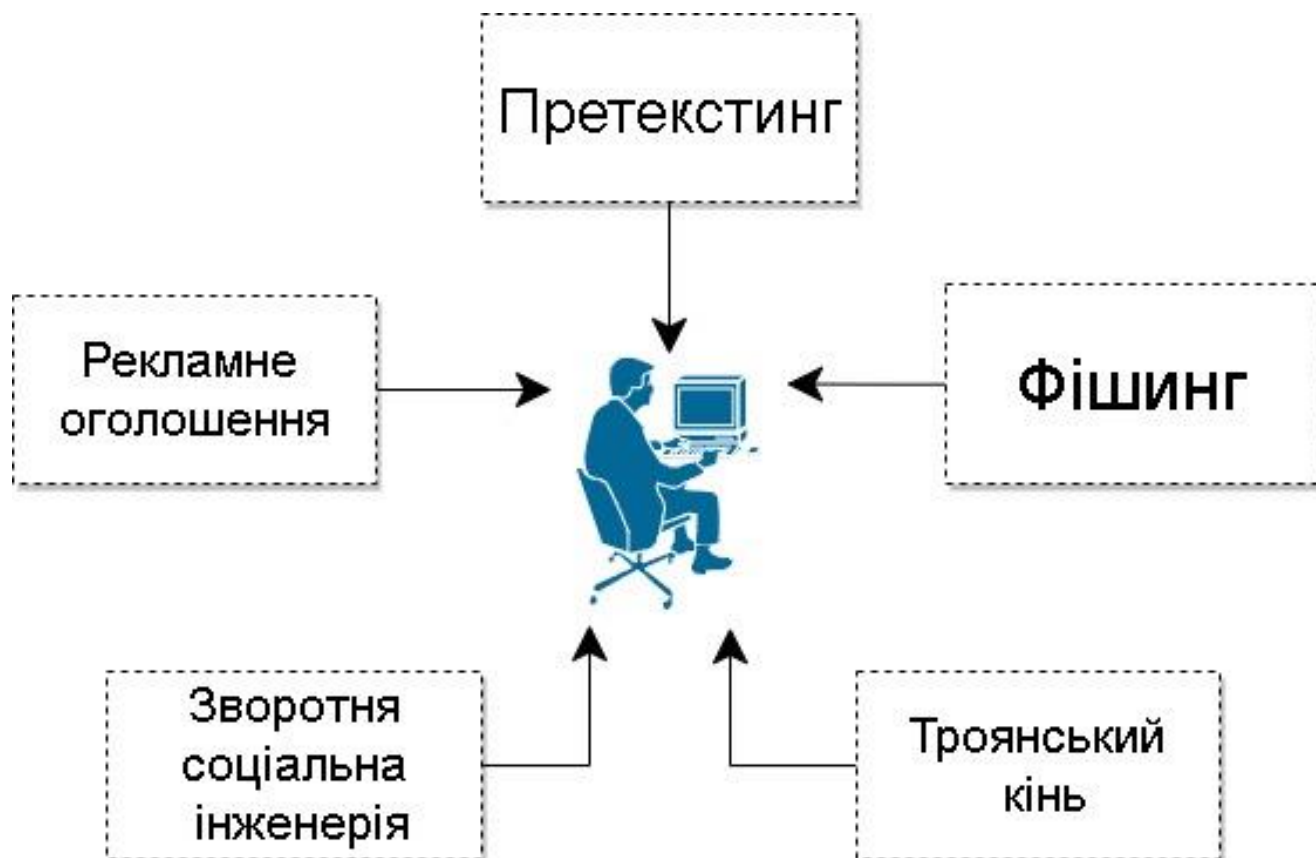 Претекстинг
Рекламне
оголошення
Фішинг
Зворотня
соціальна
інженерія
Троянський
кінь